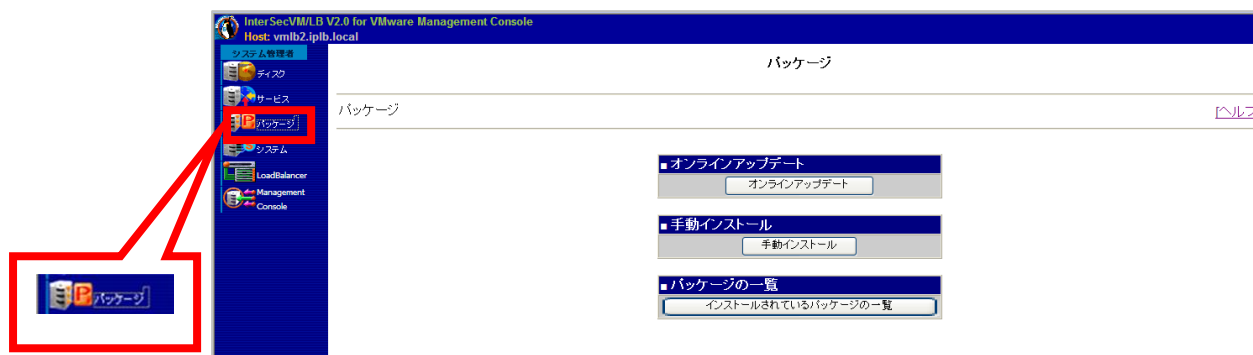 InterSecVM/LB V2.0 for VMware Management Console
Host: vmlb2.iplb.local
システム管理者
ディスク
サービス
パッケージ
システム
LoadBalancer
Management
Console
パッケージ
パッケージ
[ヘルプ
■オンラインアップデート
オンラインアップデート
■手動インストール
手動インストール
■パッケージの一覧
インストールされているパッケージの一覧
パッケージ